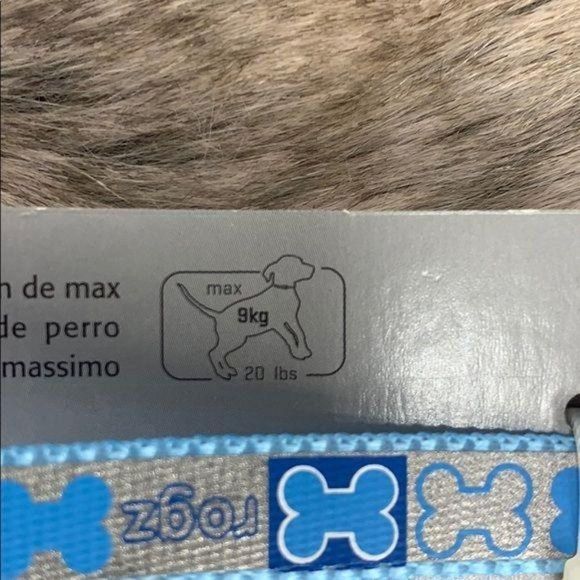 n de max
de perro
massimo
max
9kg
20 lbs
rogz